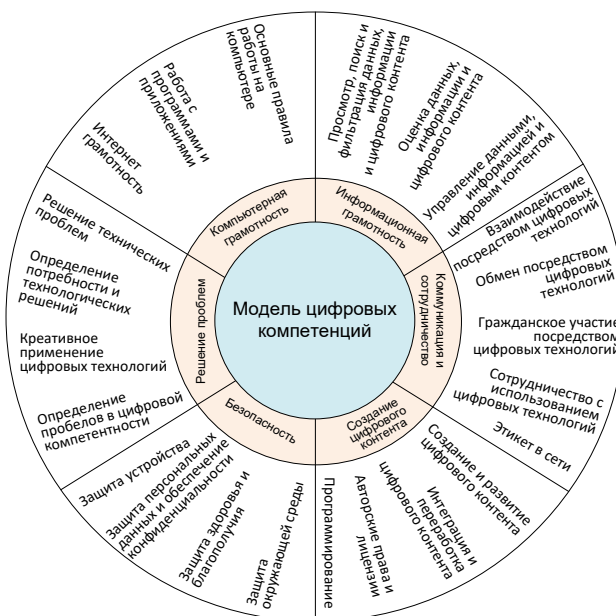 Модель цифровых
компетенций
Компьютерная
грамотность
Основные правила
работы на
компьютере
Работа с
программами и
приложениями
Интернет
грамотность
Информационная
грамотность
Просмотр, поиск и
фильтрация данных,
информации
и цифрового контента
Оценка данных,
информации и
цифрового контента
Управление данными,
информацией и
цифровым контентом
Коммуникация и
сотрудничество
Взаимодействие
посредством цифровых
технологий
Обмен посредством
цифровых
технологий
Гражданское участие
посредством
цифровых технологий
Сотрудничество с
использованием
цифровых технологий
Этикет в сети
Создание
цифрового
контента
Создание и развитие
цифрового контента
Интеграция и
переработка
цифрового контента
Авторские права и
лицензии
Программирование
Безопасность
Защита устройства
Защита персональных
данных и обеспечение
конфиденциальности
Защита здоровья и
благополучия
Защита
окружающей среды
Решение проблем
Решение технических
проблем
Определение
потребности и
технологических
решений
Креативное
применение
цифровых технологий
Определение
пробелов в цифровой
компетентности